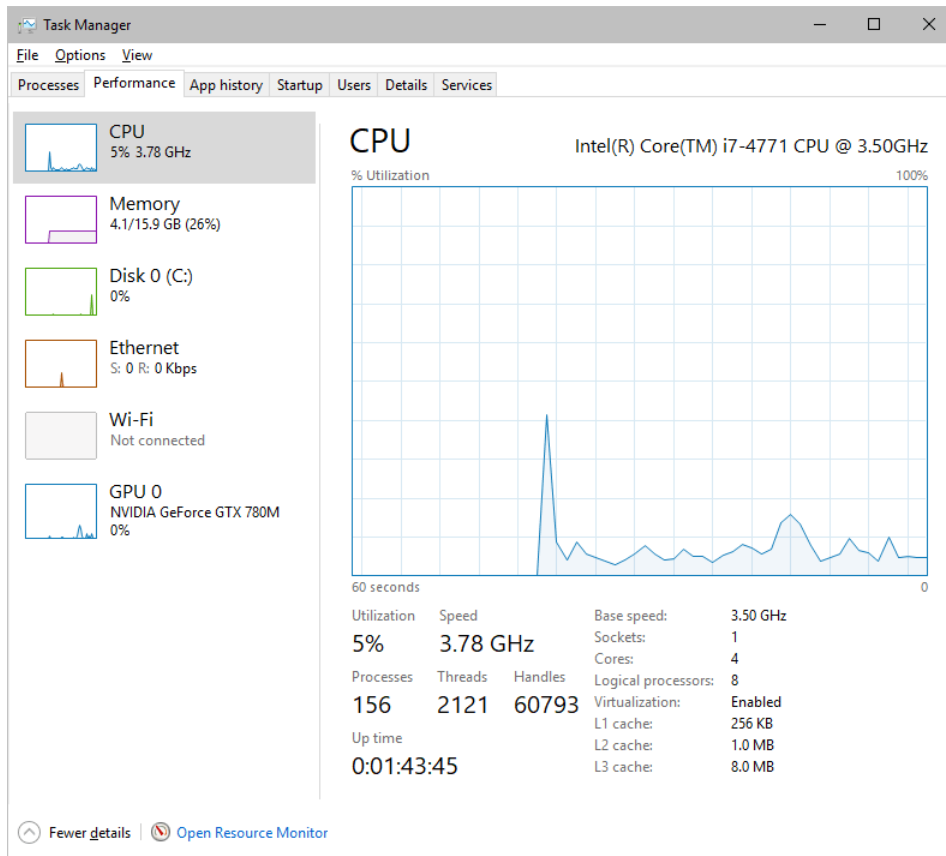 Task Manager
File Options View
Processes Performance App history Startup Users Details Services
CPU
5% 3.78 GHz
Memory
4.1/15.9 GB (26%)
Disk 0 (C:)
0%
Ethernet
S: 0 R: 0 Kbps
Wi-Fi
Not connected
GPU 0
NVIDIA GeForce GTX 780M
0%
CPU Intel(R) Core(TM) i7-4771 CPU @ 3.50GHz
% Utilization 100%
60 seconds 0
Utilization Speed
5% 3.78 GHz
Processes Threads Handles
156 2121 60793
Up time
0:01:43:45
Base speed: 3.50 GHz
Sockets: 1
Cores: 4
Logical processors: 8
Virtualization: Enabled
L1 cache: 256 KB
L2 cache: 1.0 MB
L3 cache: 8.0 MB
Fewer details Open Resource Monitor